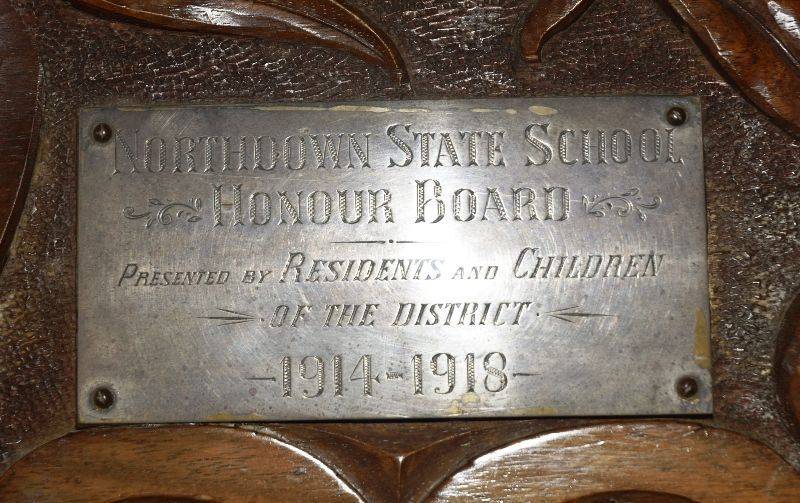 NORTHDOWN STATE SCHOOL
HONOUR BOARD
PRESENTED BY RESIDENTS AND CHILDREN
OF THE DISTRICT
1914-1918